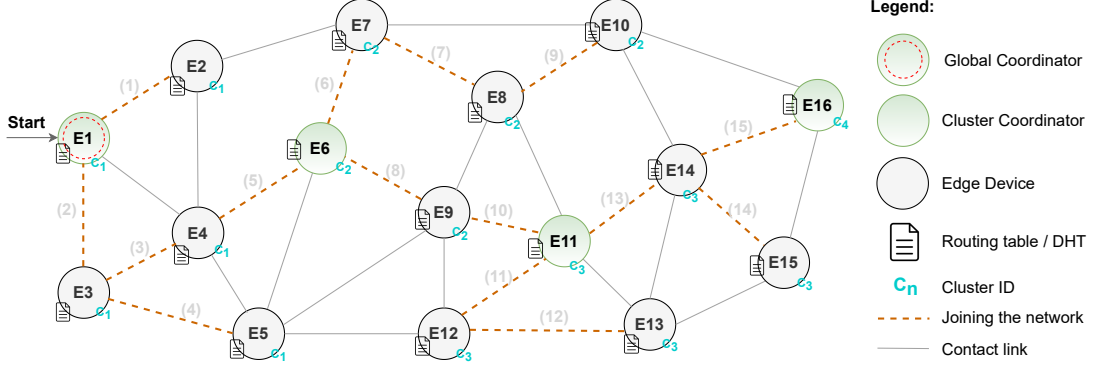 Legend:
Start
E1
C1
E2
C1
E3
C1
E4
C1
E5
C1
E6
C2
E7
C2
E8
C2
E9
C2
E10
C2
E11
C3
E12
C3
E13
C3
E14
C3
E15
C3
E16
C4
(1)
(2)
(3)
(4)
(5)
(6)
(7)
(8)
(9)
(10)
(11)
(12)
(13)
(14)
(15)
Global Coordinator
Cluster Coordinator
Edge Device
Routing table / DHT
Cn
Cluster ID
Joining the network
Contact link